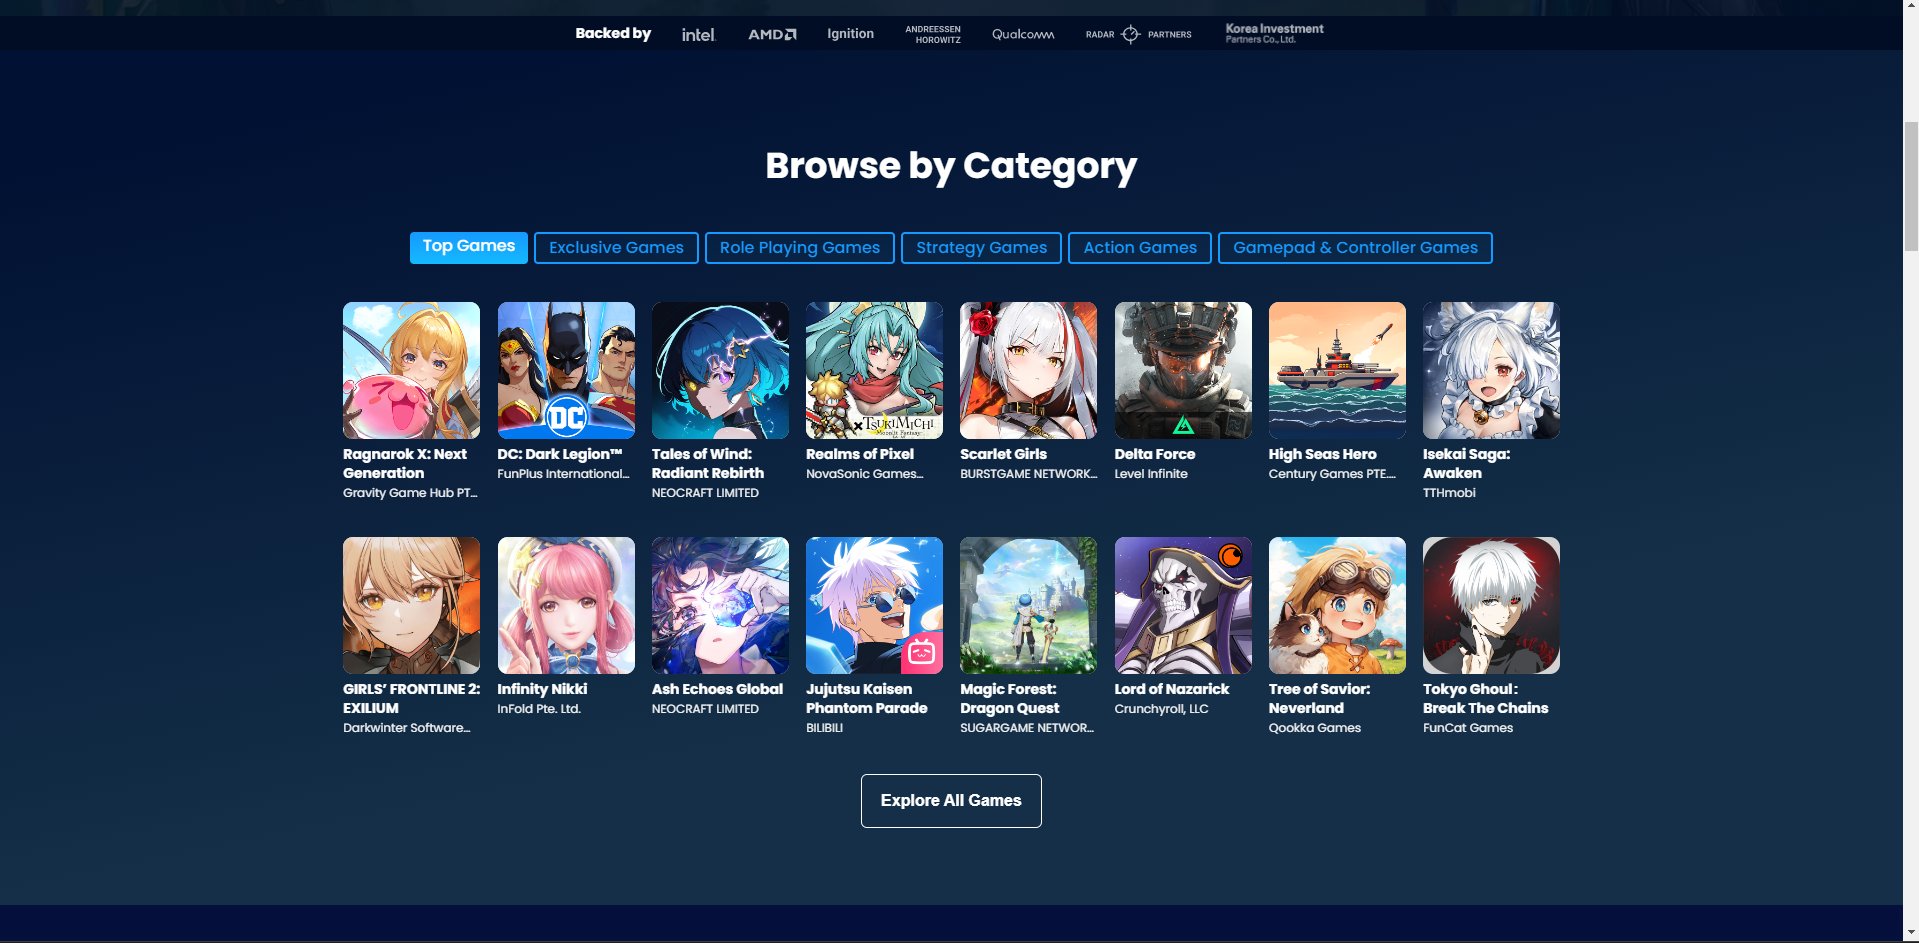 Backed by
intel.
AMD
Ignition
ANDREESSEN
HOROWITZ
Qualcomm
RADAR PARTNERS
Korea Investment
Partners Co., Ltd.
Browse by Category
Top Games
Exclusive Games
Role Playing Games
Strategy Games
Action Games
Gamepad & Controller Games
DC
×TSUKIMICHI
Moonlit Fantasy
Ragnarok X: Next
Generation
Gravity Game Hub PT...
DC: Dark Legion™
FunPlus International...
Tales of Wind:
Radiant Rebirth
NEOCRAFT LIMITED
Realms of Pixel
NovaSonic Games...
Scarlet Girls
BURSTGAME NETWORK...
Delta Force
Level Infinite
High Seas Hero
Century Games PTE....
Isekai Saga:
Awaken
TTHmobi
GIRLS’ FRONTLINE 2:
EXILIUM
Darkwinter Software...
Infinity Nikki
InFold Pte. Ltd.
Ash Echoes Global
NEOCRAFT LIMITED
Jujutsu Kaisen
Phantom Parade
BILIBILI
Magic Forest:
Dragon Quest
SUGARGAME NETWOR...
Lord of Nazarick
Crunchyroll, LLC
Tree of Savior:
Neverland
Qookka Games
Tokyo Ghoul:
Break The Chains
FunCat Games
Explore All Games